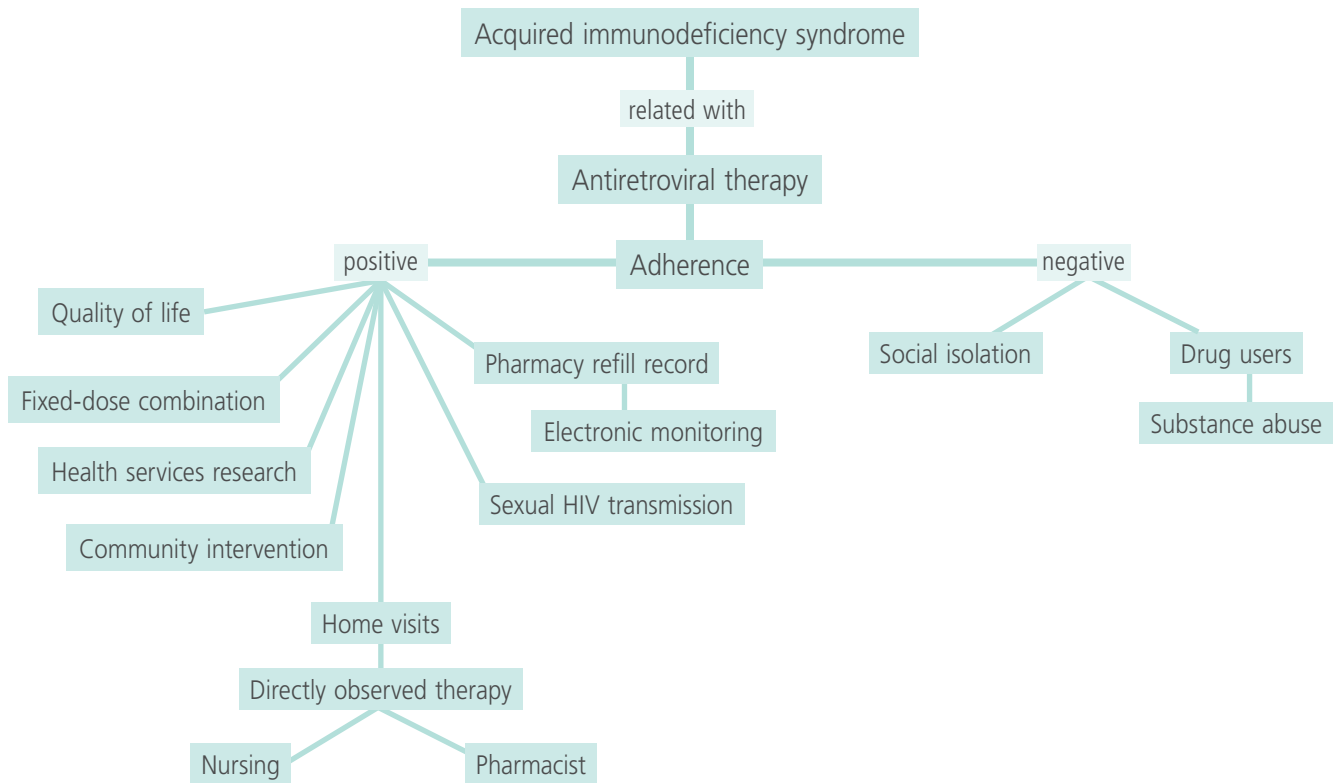 Acquired immunodeficiency syndrome
related with
Antiretroviral therapy
positive
Adherence
negative
Quality of life
Fixed-dose combination
Health services research
Community intervention
Home visits
Directly observed therapy
Nursing
Pharmacist
Sexual HIV transmission
Pharmacy refill record
Electronic monitoring
Social isolation
Drug users
Substance abuse